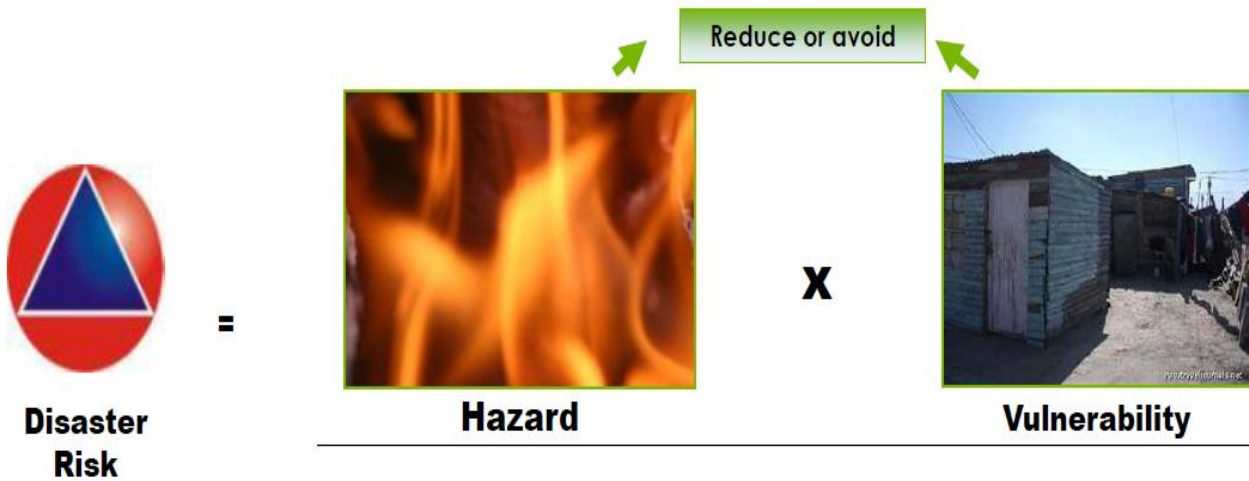 Reduce or avoid
=
X
Disaster
Risk
Hazard
Vulnerability